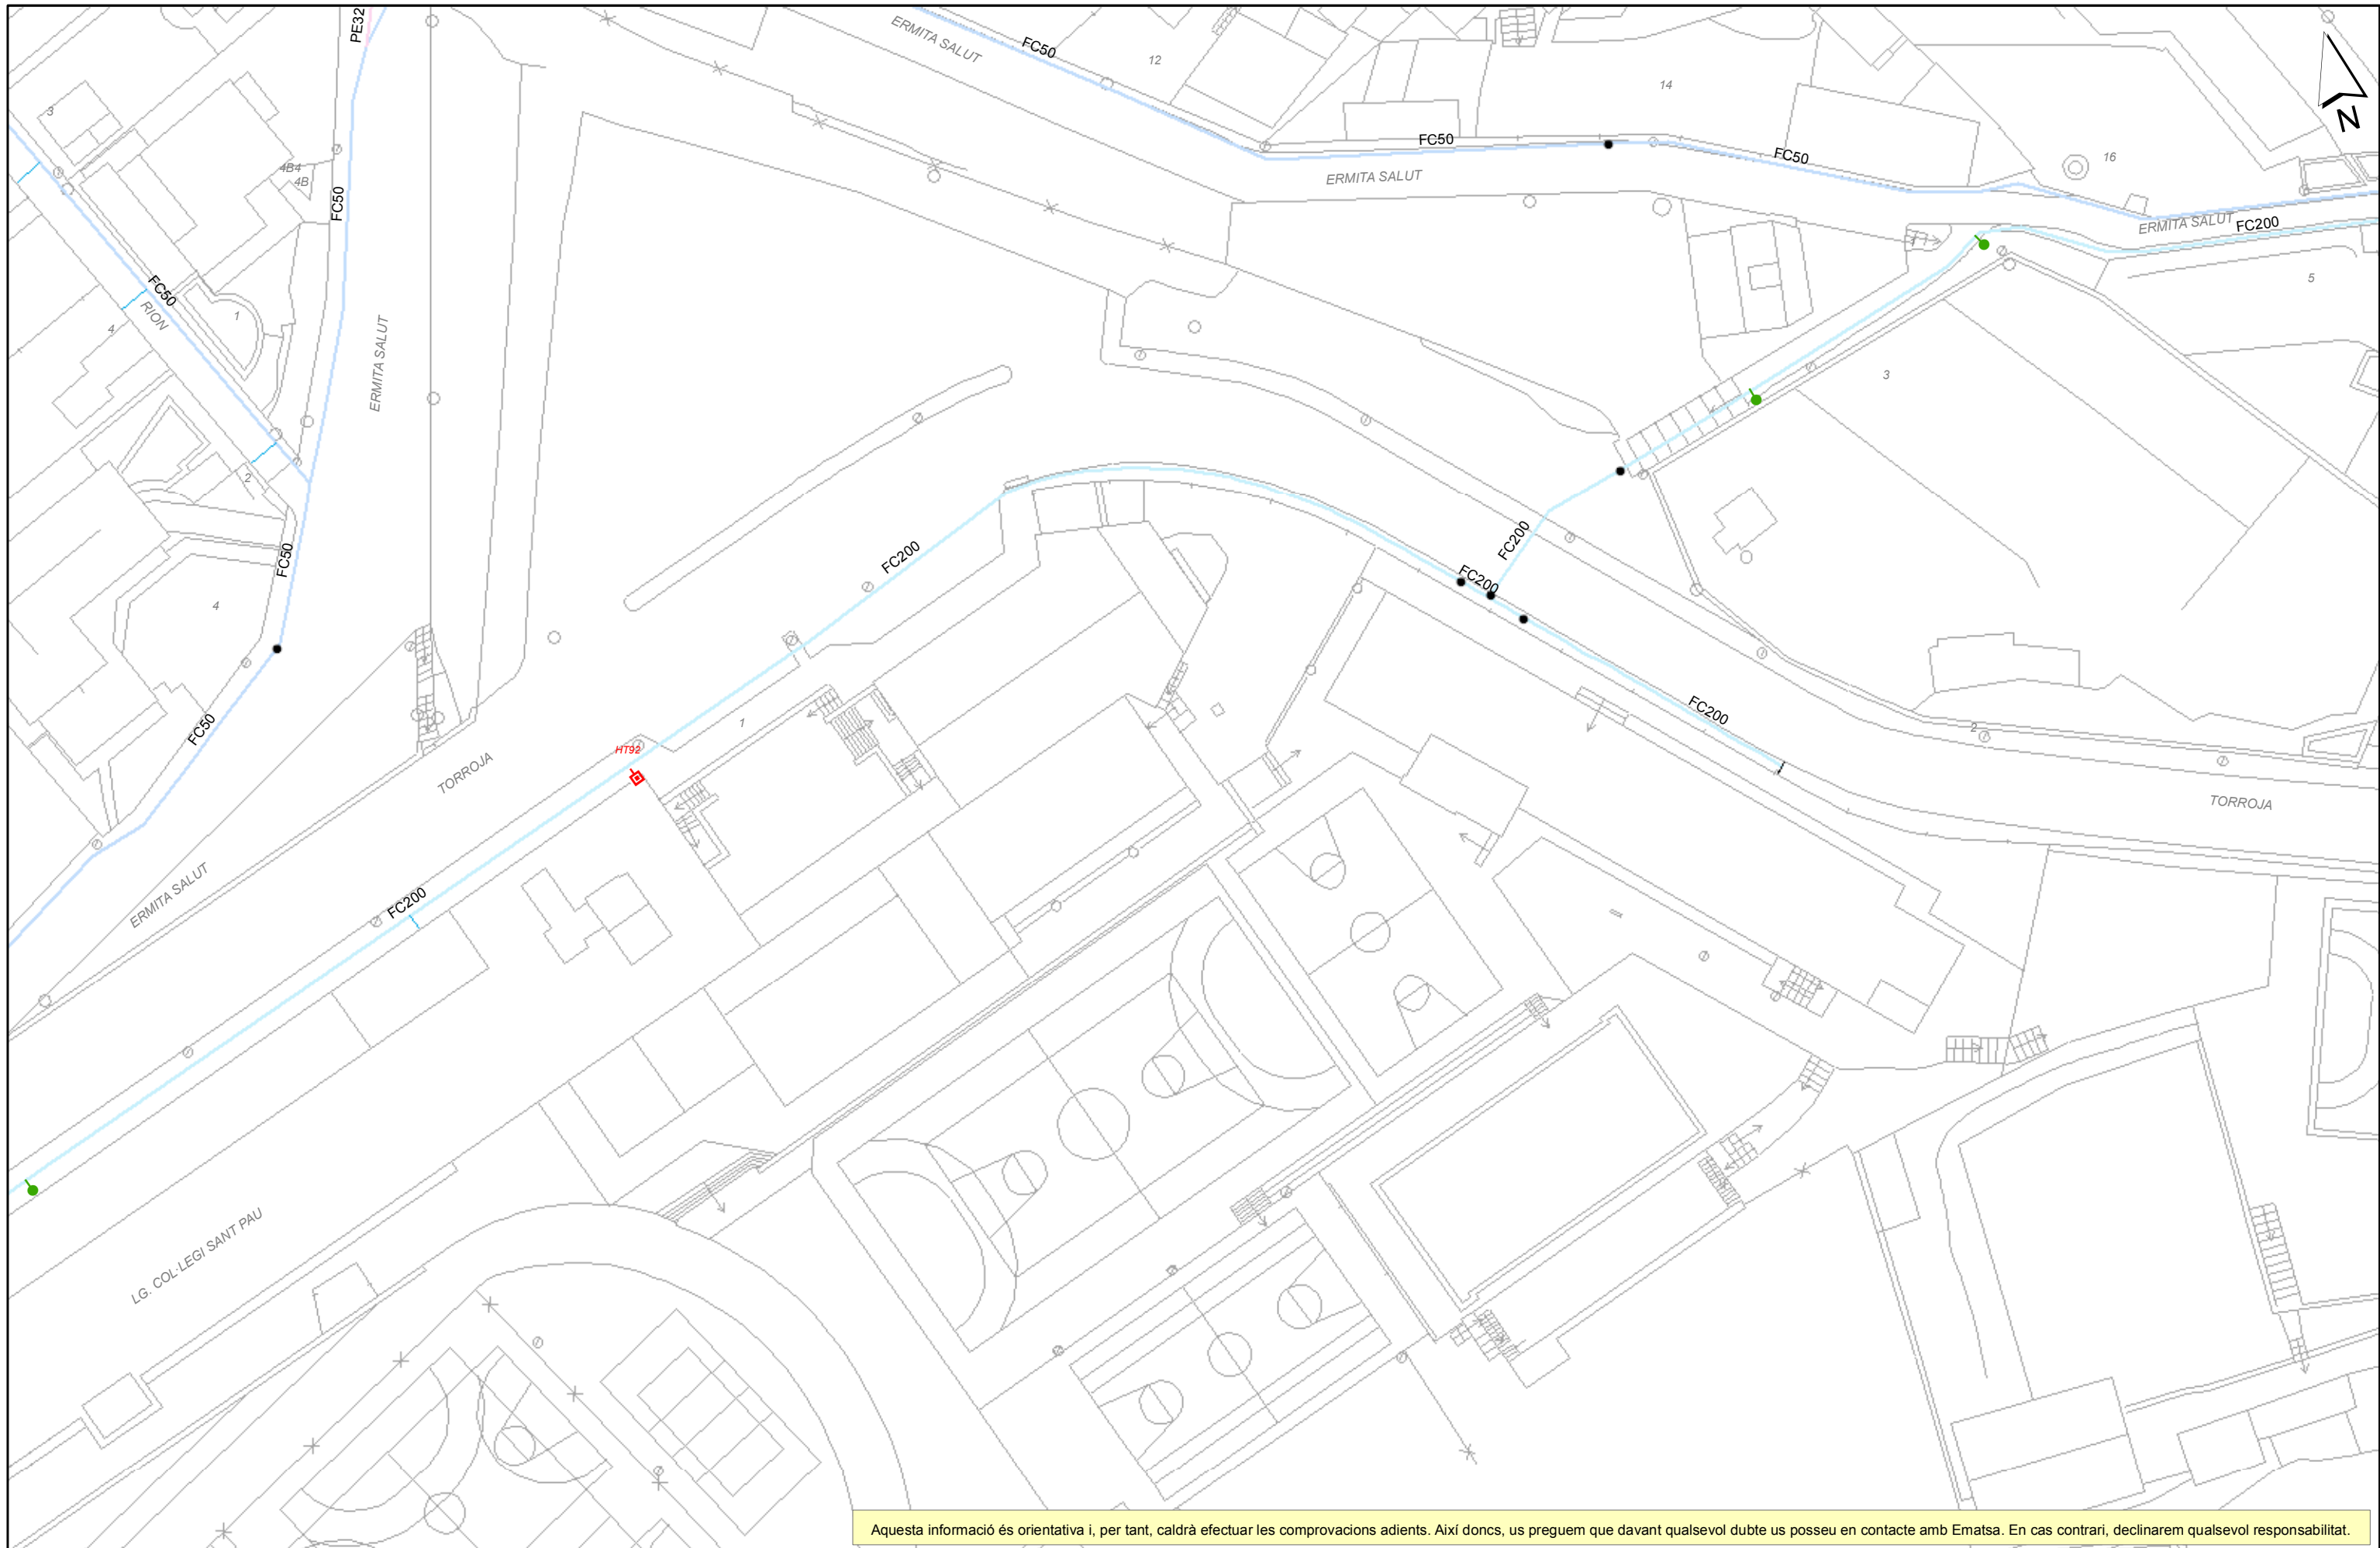 PE32
ERMITA SALUT
FC50
12
14
3
4B4
4B
FC50
FC50
FC50
16
N
ERMITA SALUT
ERMITA SALUT
FC200
FC50
RION
1
4
ERMITA SALUT
5
3
2
FC50
4
FC200
FC200
FC200
FC50
1
HT92
TORROJA
FC200
2
TORROJA
ERMITA SALUT
FC200
LG. COL·LEGI SANT PAU
Aquesta informació és orientativa i, per tant, caldrà efectuar les comprovacions adients. Així doncs, us preguem que davant qualsevol dubte us poseu en contacte amb Ematsa. En cas contrari, declinarem qualsevol responsabilitat.